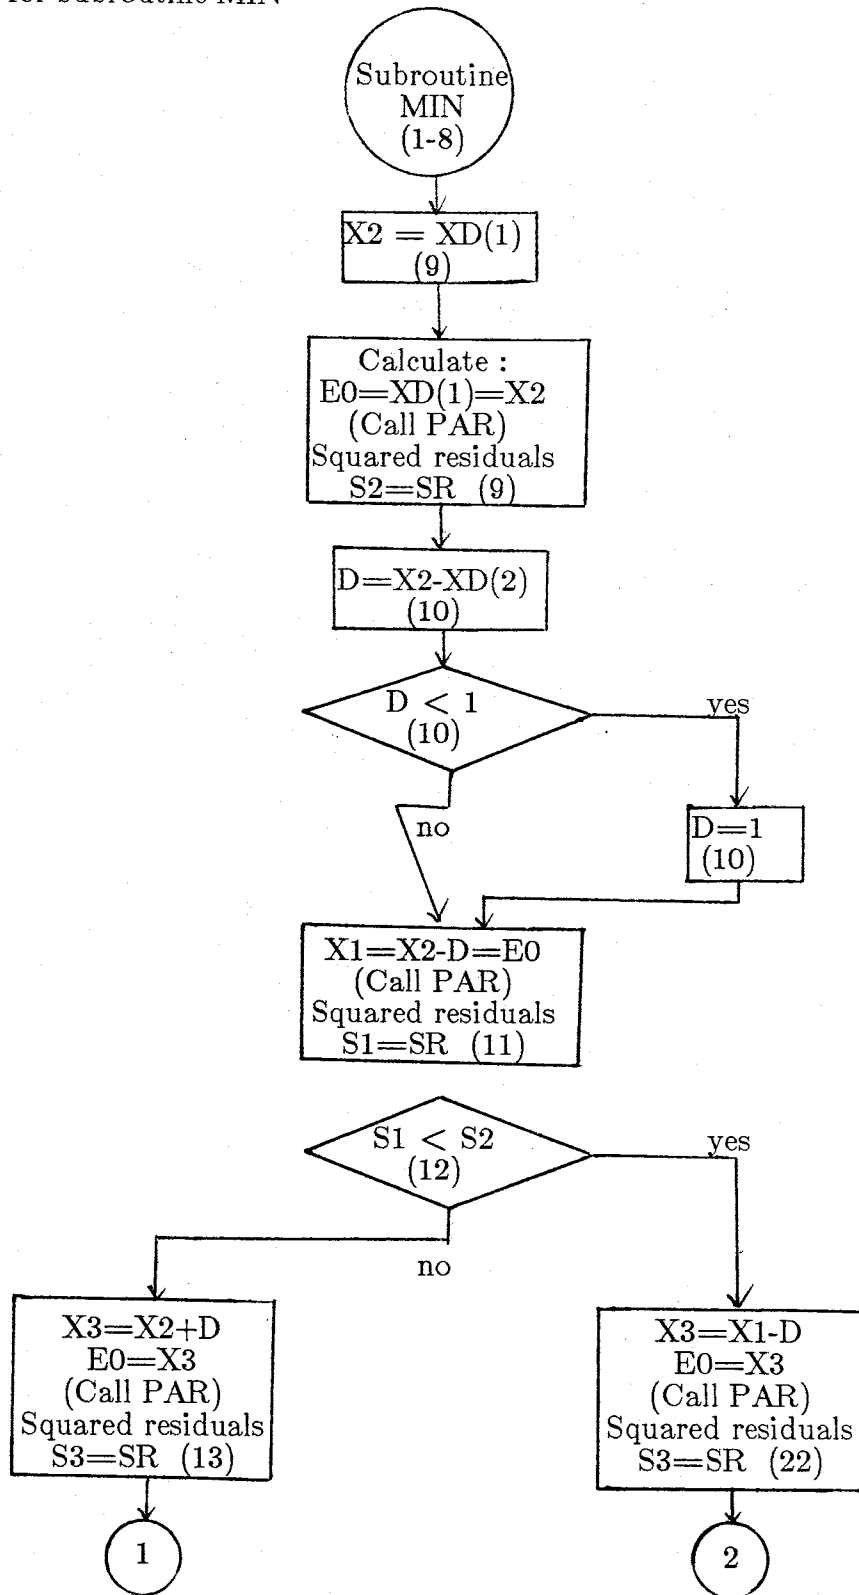 for subroutine MIN
Subroutine
MIN
(1-8)
X2 = XD(1)
(9)
Calculate :
E0=XD(1)=X2
(Call PAR)
Squared residuals
S2=SR (9)
D=X2-XD(2)
(10)
D < 1
(10)
yes
no
D=1
(10)
X1=X2-D=E0
(Call PAR)
Squared residuals
S1=SR (11)
S1 < S2
(12)
yes
no
X3=X2+D
E0=X3
(Call PAR)
Squared residuals
S3=SR (13)
X3=X1-D
E0=X3
(Call PAR)
Squared residuals
S3=SR (22)
1
2